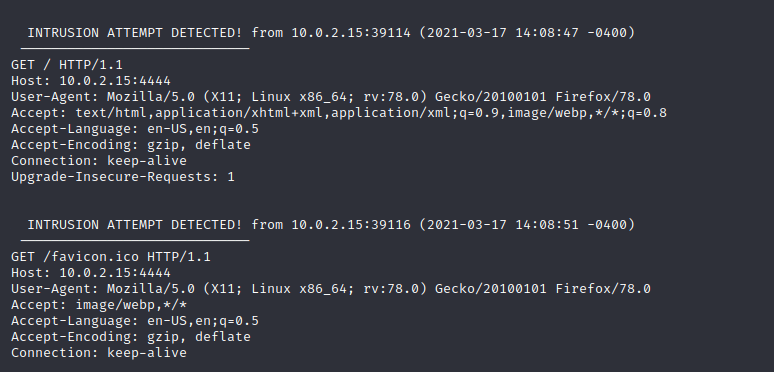 INTRUSION ATTEMPT DETECTED! from 10.0.2.15:39114 (2021-03-17 14:08:47 -0400)
GET / HTTP/1.1
Host: 10.0.2.15:4444
User-Agent: Mozilla/5.0 (X11; Linux x86_64; rv:78.0) Gecko/20100101 Firefox/78.0
Accept: text/html,application/xhtml+xml,application/xml;q=0.9,image/webp,*/*;q=0.8
Accept-Language: en-US,en;q=0.5
Accept-Encoding: gzip, deflate
Connection: keep-alive
Upgrade-Insecure-Requests: 1
INTRUSION ATTEMPT DETECTED! from 10.0.2.15:39116 (2021-03-17 14:08:51 -0400)
GET /favicon.ico HTTP/1.1
Host: 10.0.2.15:4444
User-Agent: Mozilla/5.0 (X11; Linux x86_64; rv:78.0) Gecko/20100101 Firefox/78.0
Accept: image/webp,*/*
Accept-Language: en-US,en;q=0.5
Accept-Encoding: gzip, deflate
Connection: keep-alive